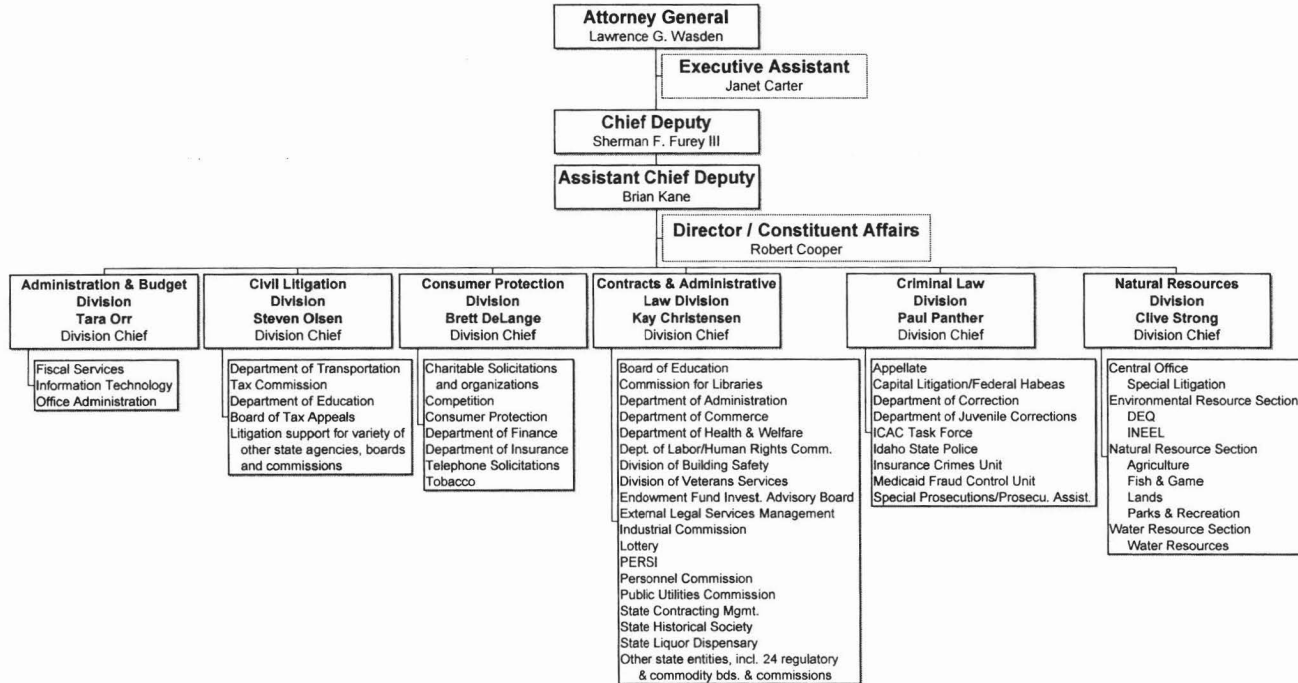 Attorney General
Lawrence G. Wasden
Executive Assistant
Janet Carter
Chief Deputy
Sherman F. Furey III
Assistant Chief Deputy
Brian Kane
Director / Constituent Affairs
Robert Cooper
Administration & Budget
Division
Tara Orr
Division Chief
Fiscal Services
Information Technology
Office Administration
Civil Litigation
Division
Steven Olsen
Division Chief
Department of Transportation
Tax Commission
Department of Education
Board of Tax Appeals
Litigation support for variety of
other state agencies, boards
and commissions
Consumer Protection
Division
Brett DeLange
Division Chief
Charitable Solicitations
and organizations
Competition
Consumer Protection
Department of Finance
Department of Insurance
Telephone Solicitations
Tobacco
Contracts & Administrative
Law Division
Kay Christensen
Division Chief
Board of Education
Commission for Libraries
Department of Administration
Department of Commerce
Department of Health & Welfare
Dept. of Labor/Human Rights Comm.
Division of Building Safety
Division of Veterans Services
Endowment Fund Invest. Advisory Board
External Legal Services Management
Industrial Commission
Lottery
PERSI
Personnel Commission
Public Utilities Commission
State Contracting Mgmt.
State Historical Society
State Liquor Dispensary
Other state entities, incl. 24 regulatory
& commodity bds. & commissions
Criminal Law
Division
Paul Panther
Division Chief
Appellate
Capital Litigation/Federal Habeas
Department of Correction
Department of Juvenile Corrections
ICAC Task Force
Idaho State Police
Insurance Crimes Unit
Medicaid Fraud Control Unit
Special Prosecutions/Prosecu. Assist.
Natural Resources
Division
Clive Strong
Division Chief
Central Office
Special Litigation
Environmental Resource Section
DEQ
INEEL
Natural Resource Section
Agriculture
Fish & Game
Lands
Parks & Recreation
Water Resource Section
Water Resources